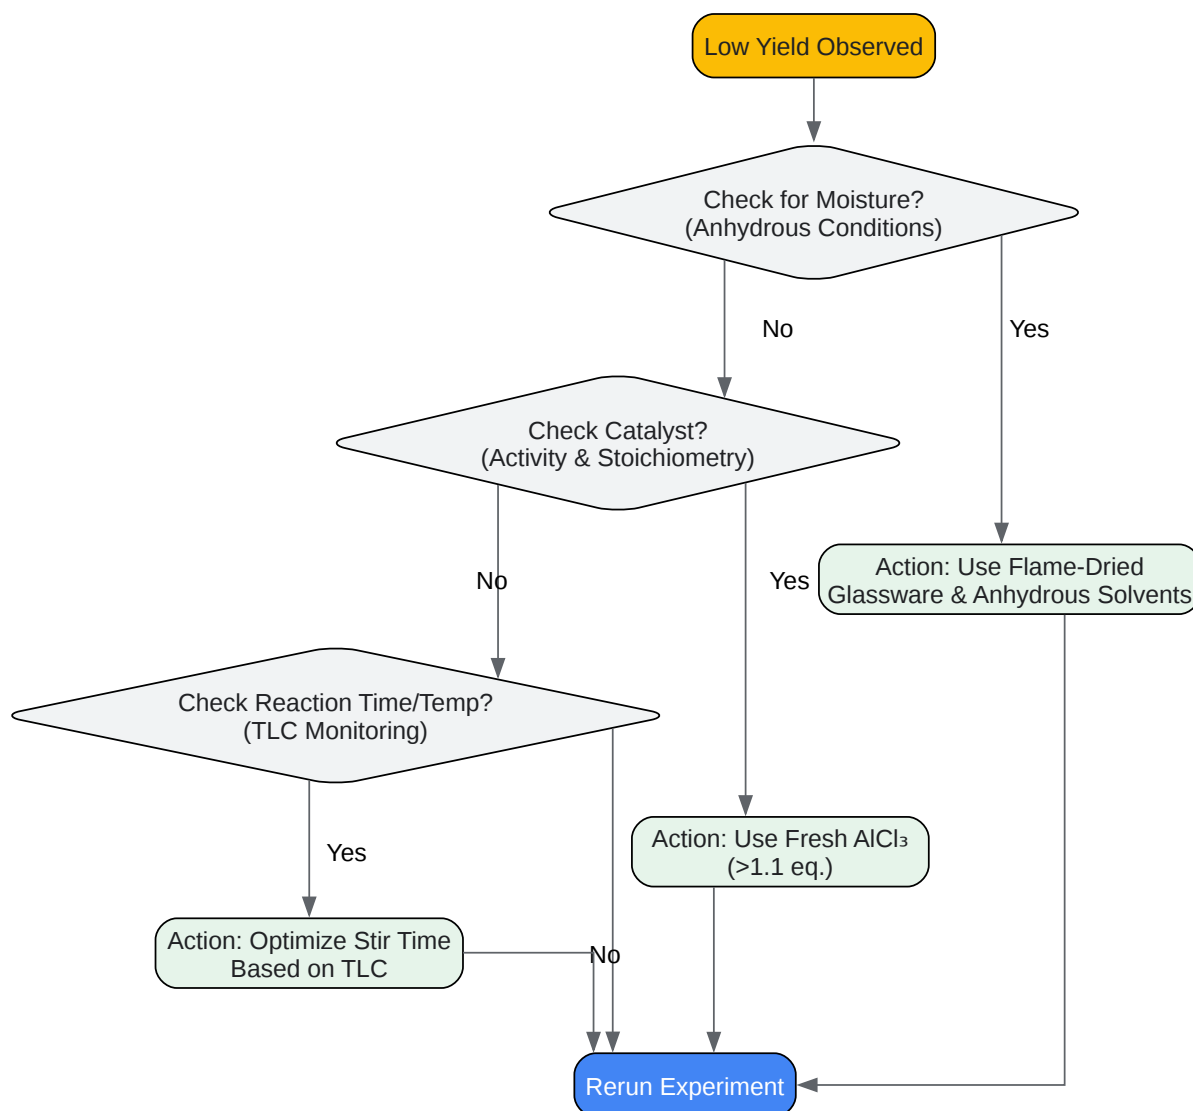 Low Yield Observed
Check for Moisture?
(Anhydrous Conditions)
No
Yes
Check Catalyst?
(Activity & Stoichiometry)
No
Yes
Action: Use Flame-Dried
Glassware & Anhydrous Solvents
Check Reaction Time/Temp?
(TLC Monitoring)
Yes
Action: Use Fresh AlCl₃
(>1.1 eq.)
Action: Optimize Stir Time
Based on TLC
No
Rerun Experiment